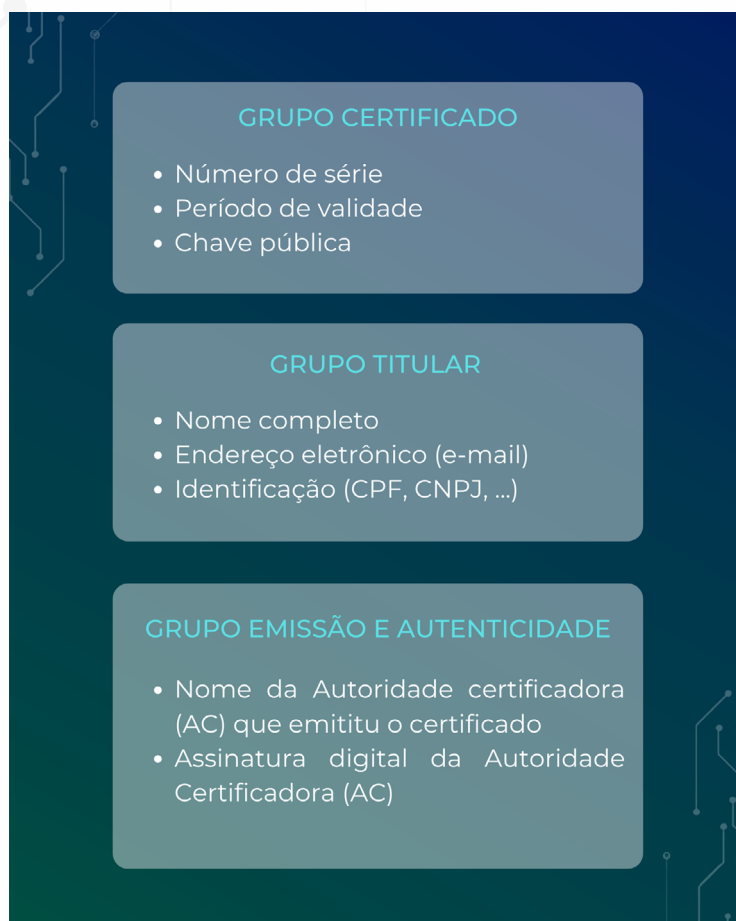 GRUPO CERTIFICADO
• Número de série
• Período de validade
• Chave pública
GRUPO TITULAR
• Nome completo
• Endereço eletrônico (e-mail)
• Identificação (CPF, CNPJ, ...)
GRUPO EMISSÃO E AUTENTICIDADE
• Nome da Autoridade certificadora
(AC) que emititu o certificado
• Assinatura digital da Autoridade
Certificadora (AC)